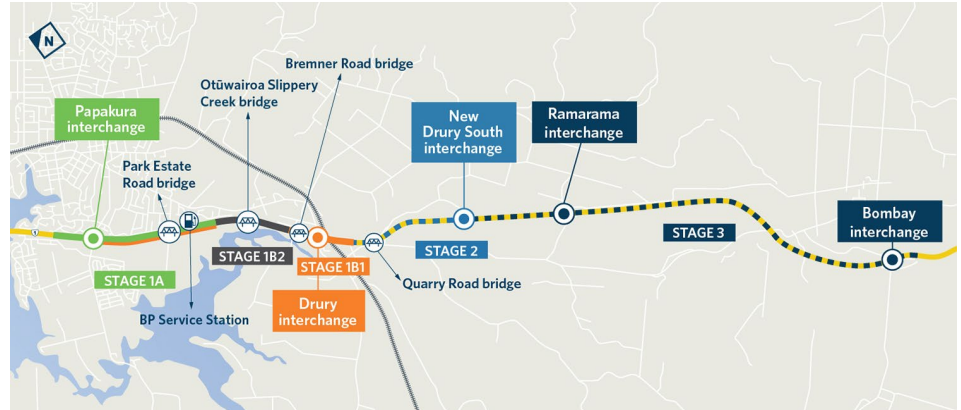 N
Bremner Road bridge
Otūwairoa Slippery
Creek bridge
Papakura
interchange
New
Drury South
interchange
Ramarama
interchange
Park Estate
Road bridge
Bombay
interchange
STAGE 3
STAGE 2
STAGE 1B2
STAGE 1B1
STAGE 1A
Quarry Road bridge
Drury
interchange
BP Service Station